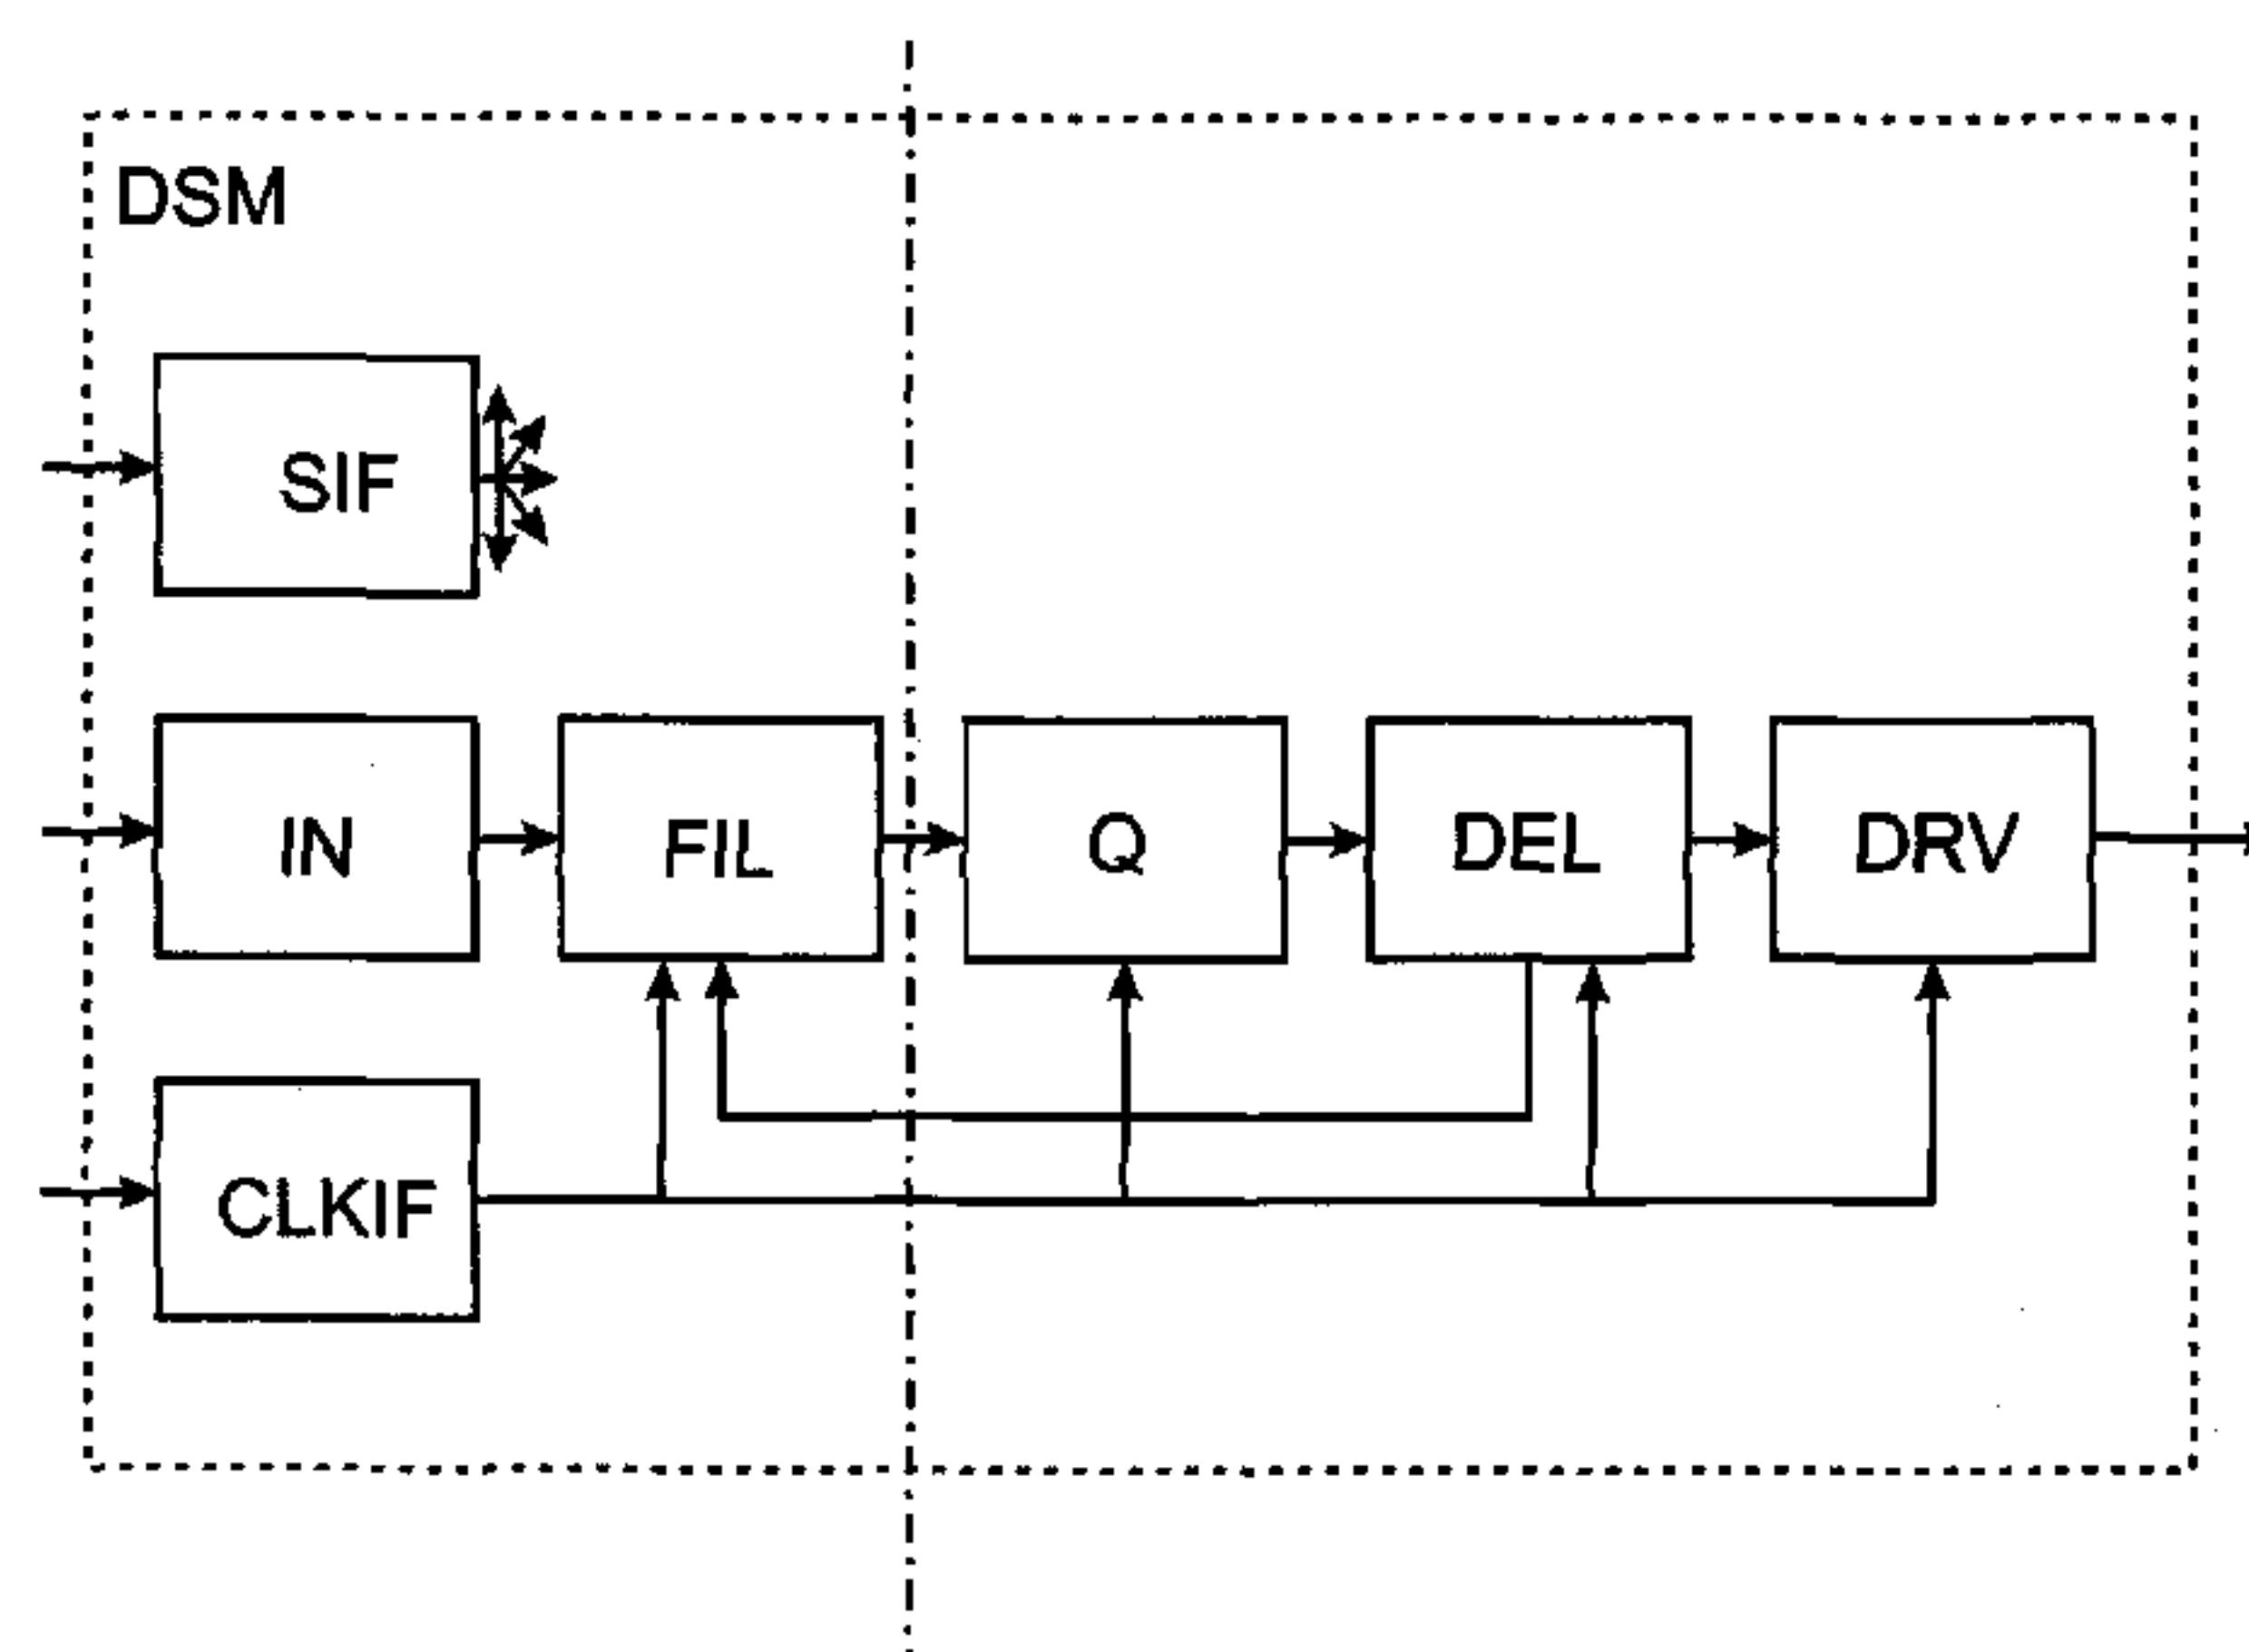 DSM
SIF
IN
FIL
Q
DEL
DRV
CLKIF